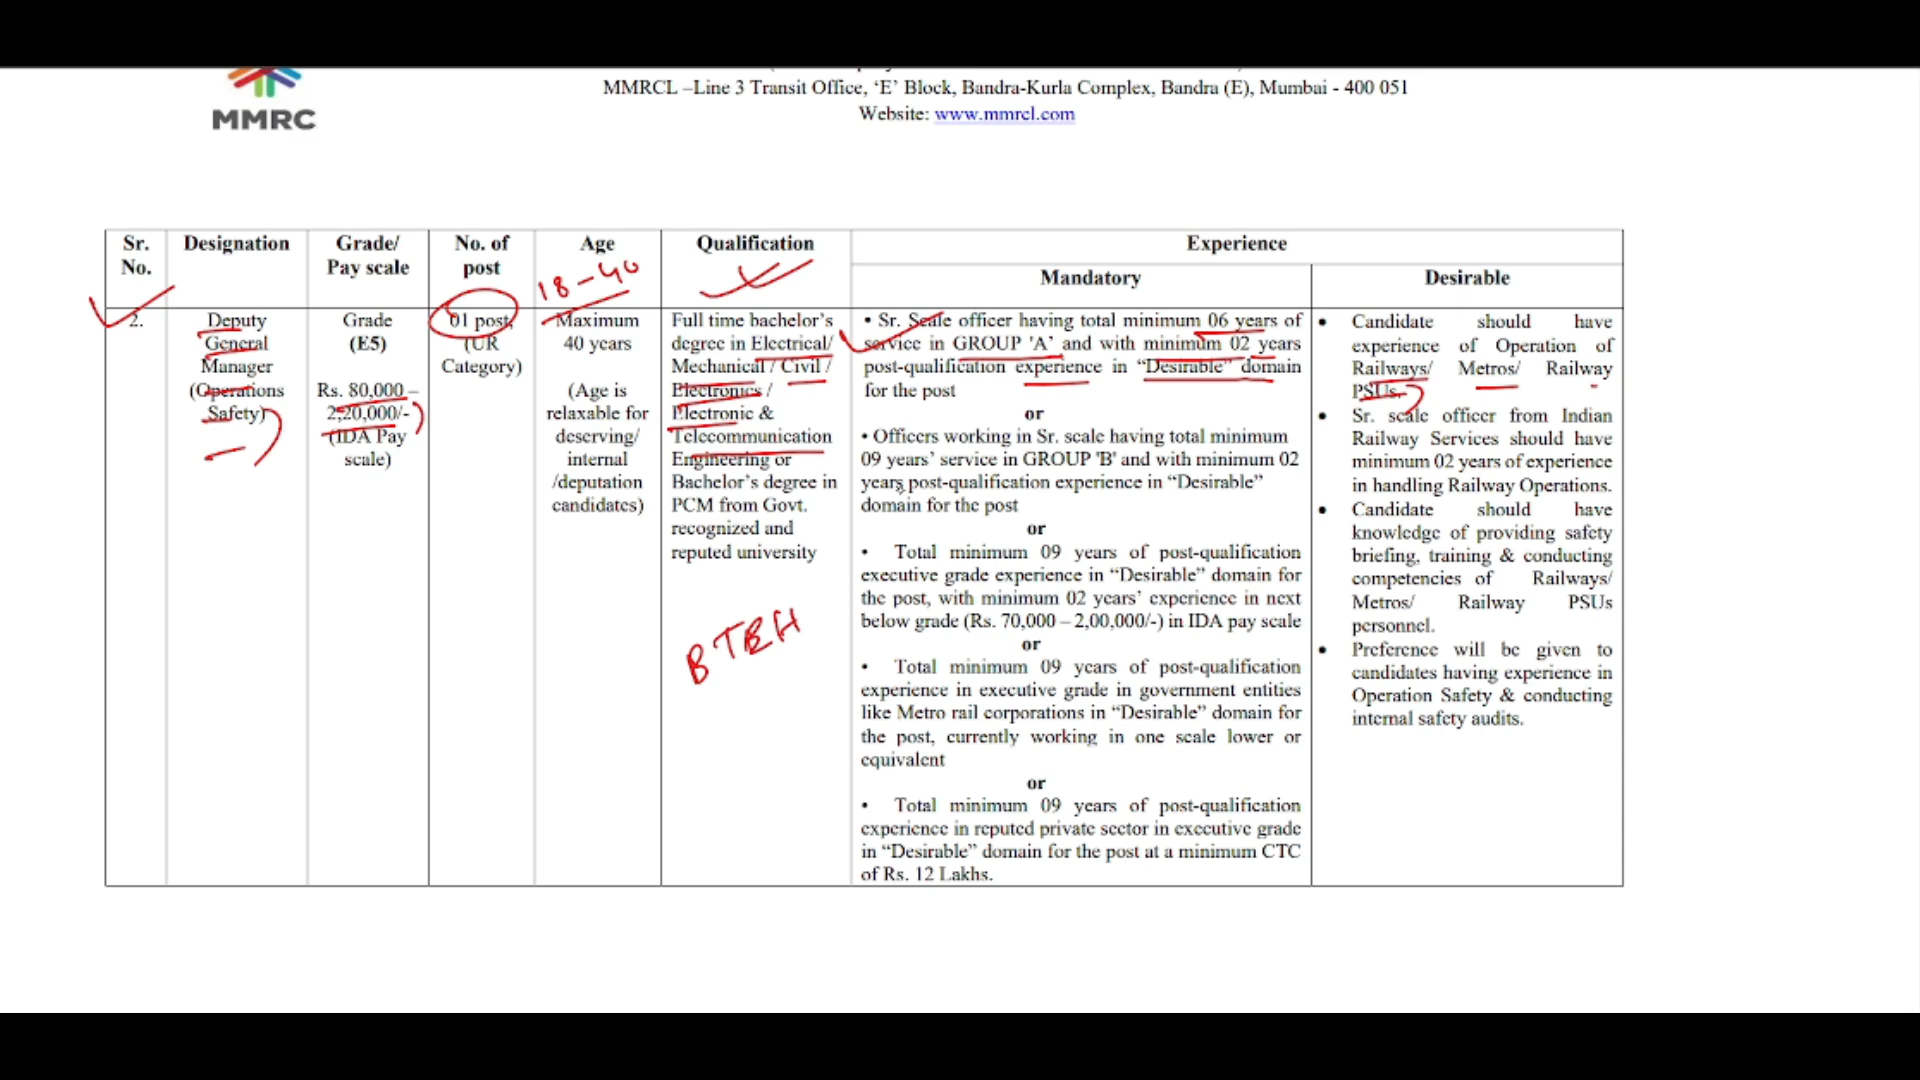 MMRCL –Line 3 Transit Office, ‘E’ Block, Bandra-Kurla Complex, Bandra (E), Mumbai - 400 051
MMRC
Website: www.mmrcl.com
Sr. No.
Designation
Grade/ Pay scale
No. of post
Age
Qualification
Experience
Mandatory
Desirable
18-40
2.
Deputy
General
Manager
(Operations
Safety)
Grade
(E5)
Rs. 80,000 –
2,20,000/-
(IDA Pay
scale)
01 post,
(UR
Category)
Maximum
40 years
(Age is
relaxable for
deserving/
internal
/deputation
candidates)
Full time bachelor’s
degree in Electrical/
Mechanical / Civil /
Electronics /
Electronic &
Telecommunication
Engineering or
Bachelor’s degree in
PCM from Govt.
recognized and
reputed university
BTEH
• Sr. Scale officer having total minimum 06 years of
service in GROUP 'A' and with minimum 02 years
post-qualification experience in “Desirable” domain
for the post
or
• Officers working in Sr. scale having total minimum
09 years’ service in GROUP 'B' and with minimum 02
years post-qualification experience in “Desirable”
domain for the post
or
• Total minimum 09 years of post-qualification
executive grade experience in “Desirable” domain for
the post, with minimum 02 years’ experience in next
below grade (Rs. 70,000 – 2,00,000/-) in IDA pay scale
or
• Total minimum 09 years of post-qualification
experience in executive grade in government entities
like Metro rail corporations in “Desirable” domain for
the post, currently working in one scale lower or
equivalent
or
• Total minimum 09 years of post-qualification
experience in reputed private sector in executive grade
in “Desirable” domain for the post at a minimum CTC
of Rs. 12 Lakhs.
• Candidate should have
experience of Operation of
Railways/ Metros/ Railway
PSUs.
• Sr. scale officer from Indian
Railway Services should have
minimum 02 years of experience
in handling Railway Operations.
• Candidate should have
knowledge of providing safety
briefing, training & conducting
competencies of Railways/
Metros/ Railway PSUs
personnel.
• Preference will be given to
candidates having experience in
Operation Safety & conducting
internal safety audits.